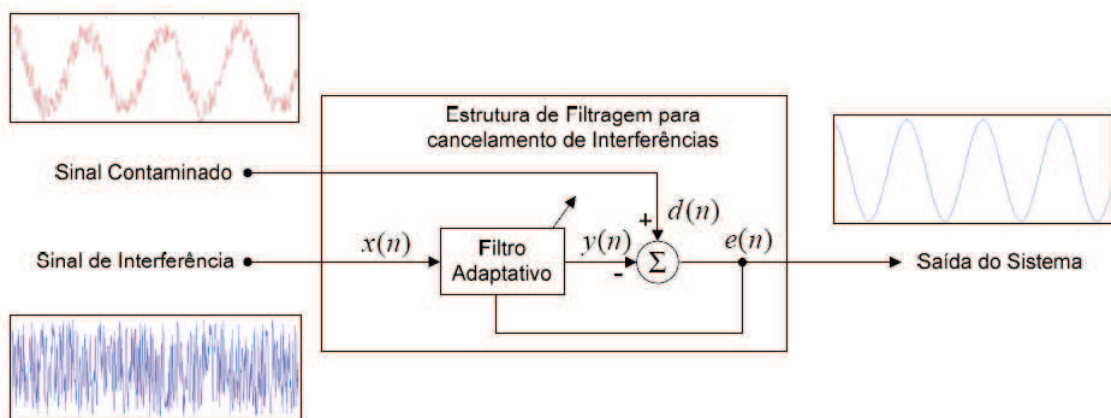 Estrutura de Filtragem para
cancelamento de Interferências
Sinal Contaminado
+
d(n)
x(n)
y(n)
e(n)
Sinal de Interferência
Filtro
Adaptativo
Σ
-
Saída do Sistema